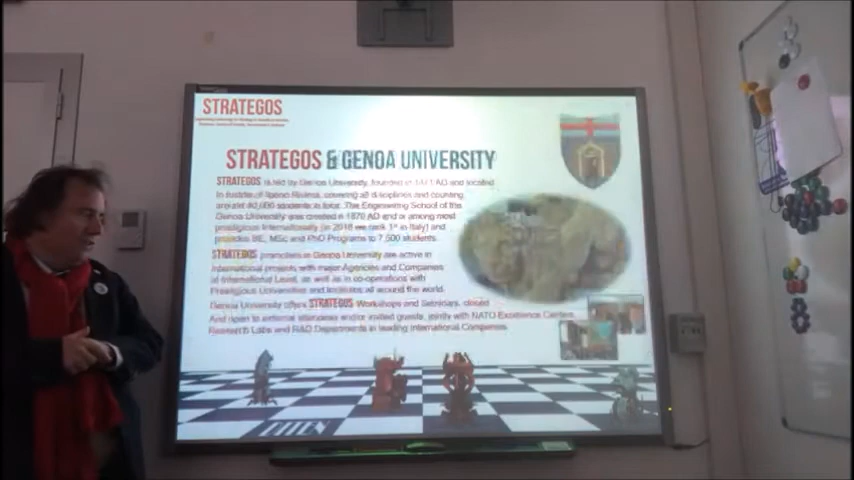 STRATEGOS
STRATEGOS & GENOA UNIVERSITY
STRATEGOS is led by Genoa University, founded in 1471 AD and located
in front of Ligurian Riviera, covering all disciplines and counting
around 40,000 students in total. The Engineering School of the
Genoa University was created in 1870 AD and is among most
prestigious Internationally (in 2018 we rank 1st in Italy) and
provides BE, MSc and PhD Programs to 7,500 students.
STRATEGOS promoters in Genoa University are active in
International projects with major Agencies and Companies
at International Level, as well as in co-operations with
Prestigious Universities and Institutes all around the world.
Genoa University offers STRATEGOS Workshops and Seminars, closed
And open to external attendees and/or invited guests, jointly with NATO Excellence Centers,
Research Labs and R&D Departments in leading International Companies